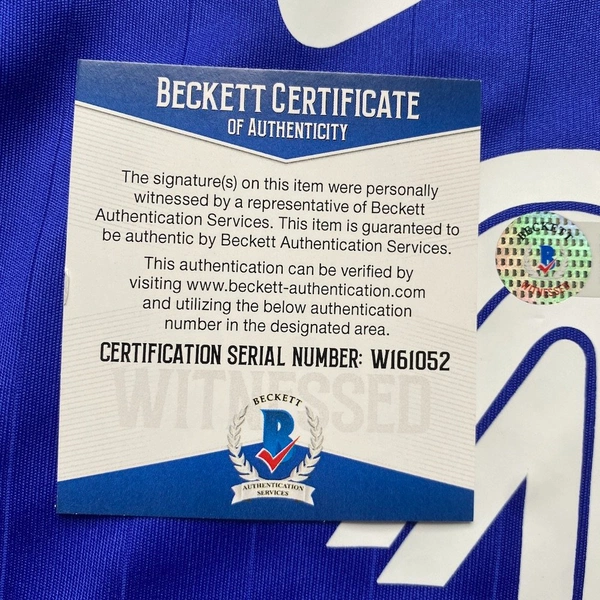 BECKETT CERTIFICATE
OF AUTHENTICITY
The signature(s) on this item were personally
witnessed by a representative of Beckett
Authentication Services. This item is guaranteed to
be authentic by Beckett Authentication Services.
This authentication can be verified by
visiting www.beckett-authentication.com
and utilizing the below authentication
number in the designated area.
CERTIFICATION SERIAL NUMBER: W161052
WITNESSED
BECKETT
B
AUTHENTICATION
SERVICES
BECKETT
B
WITNESSED